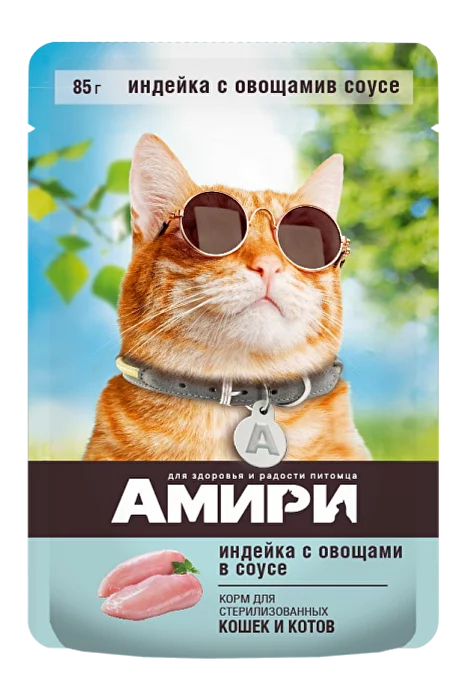 85 г индейка с овощамив соусе
А
для здоровья и радости питомца
АМИРИ
индейка с овощами
в соусе
КОРМ ДЛЯ
СТЕРИЛИЗОВАННЫХ
КОШЕК И КОТОВ